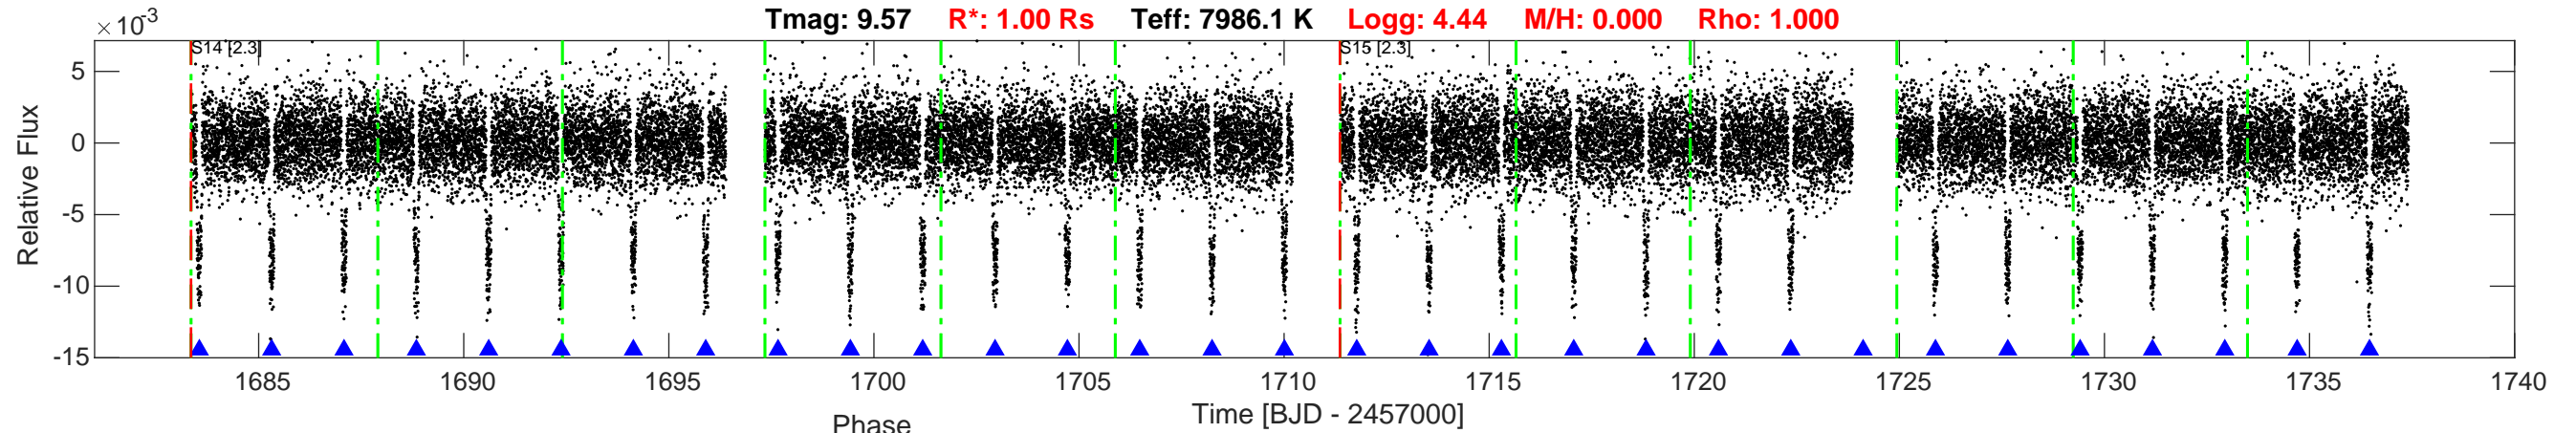 Tmag: 9.57 R*: 1.00 Rs Teff: 7986.1 K Logg: 4.44 M/H: 0.000 Rho: 1.000
×10-3
S14 [2.3] S15 [2.3]
5
0
-5
-10
-15
Relative Flux
1685 1690 1695 1700 1705 1710 1715 1720 1725 1730 1735 1740
Time [BJD - 2457000]
Phase